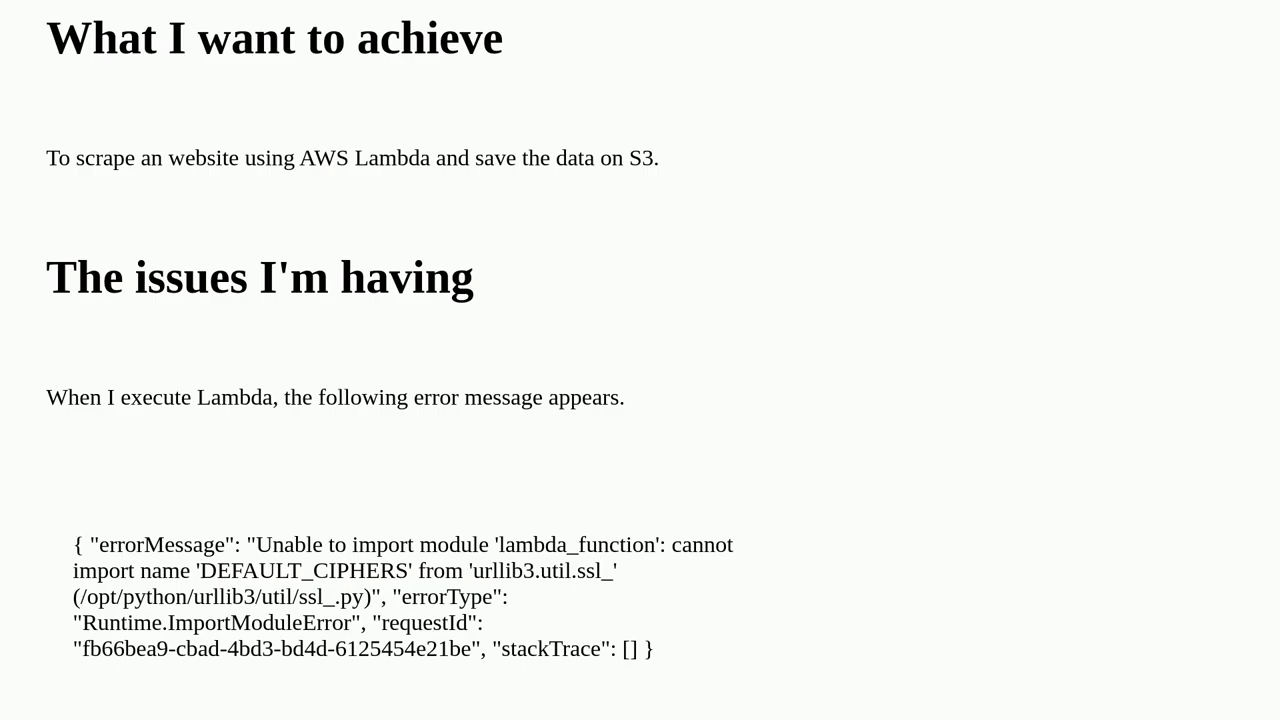 What I want to achieve
To scrape an website using AWS Lambda and save the data on S3.
The issues I'm having
When I execute Lambda, the following error message appears.
{ "errorMessage": "Unable to import module 'lambda_function': cannot
import name 'DEFAULT_CIPHERS' from 'urllib3.util.ssl_'
(/opt/python/urllib3/util/ssl_.py)", "errorType":
"Runtime.ImportModuleError", "requestId":
"fb66bea9-cbad-4bd3-bd4d-6125454e21be", "stackTrace": [] }